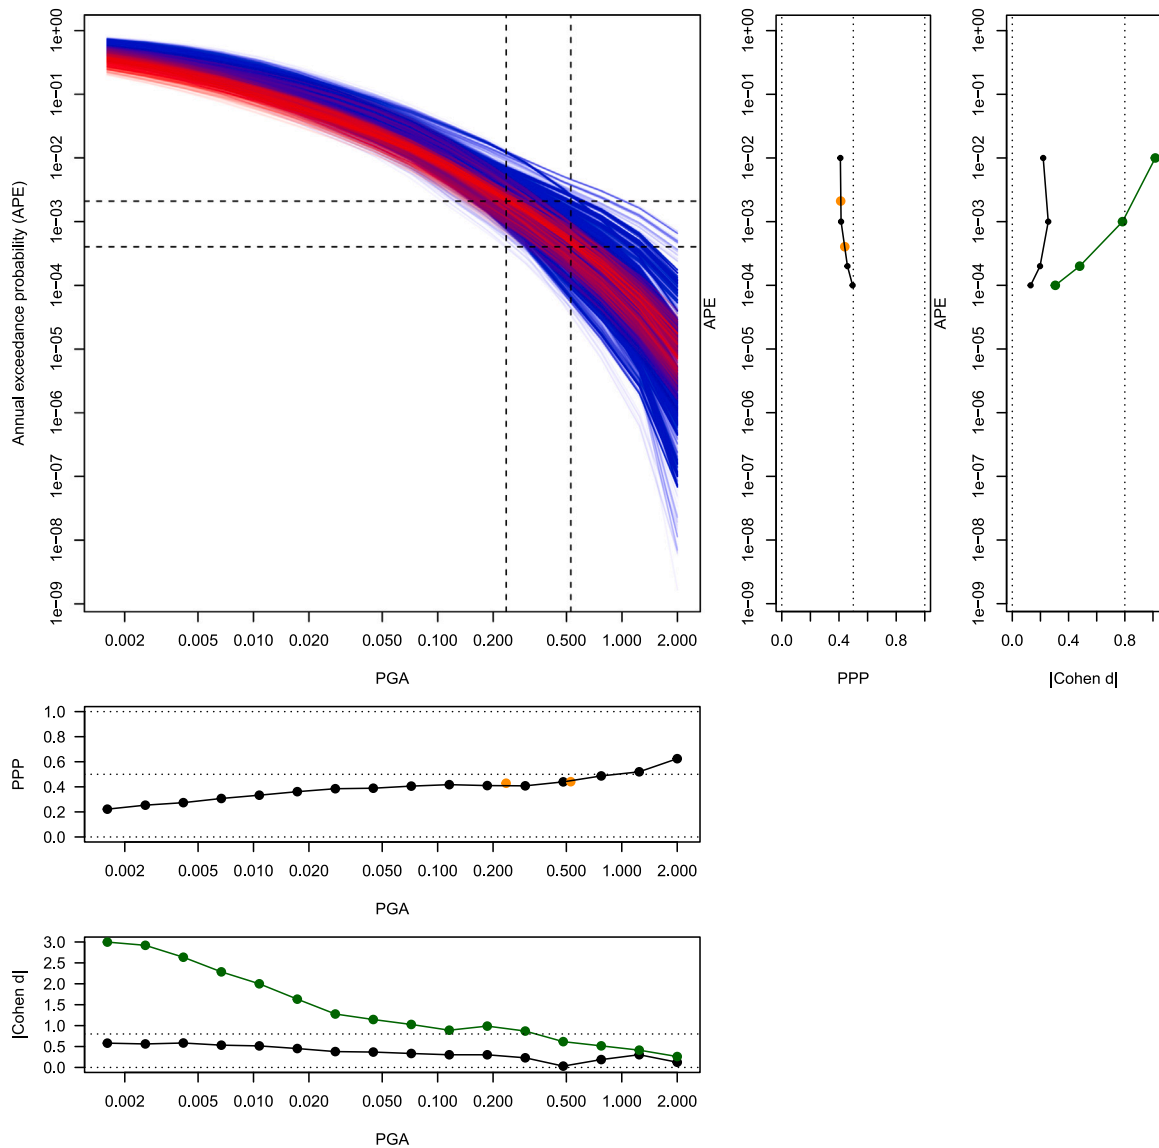 Annual exceedance probability (APE)
1e+00
1e−01
1e−02
1e−03
1e−04
1e−05
1e−06
1e−07
1e−08
1e−09
0.002 0.005 0.010 0.020 0.050 0.100 0.200 0.500 1.000 2.000
PGA
APE
1e+00
1e−01
1e−02
1e−03
1e−04
1e−05
1e−06
1e−07
1e−08
1e−09
0.0 0.4 0.8
PPP
APE
1e+00
1e−01
1e−02
1e−03
1e−04
1e−05
1e−06
1e−07
1e−08
1e−09
0.0 0.4 0.8
|Cohen d|
PPP
1.0
0.8
0.6
0.4
0.2
0.0
0.002 0.005 0.010 0.020 0.050 0.100 0.200 0.500 1.000 2.000
PGA
|Cohen d|
3.0
2.5
2.0
1.5
1.0
0.5
0.0
0.002 0.005 0.010 0.020 0.050 0.100 0.200 0.500 1.000 2.000
PGA